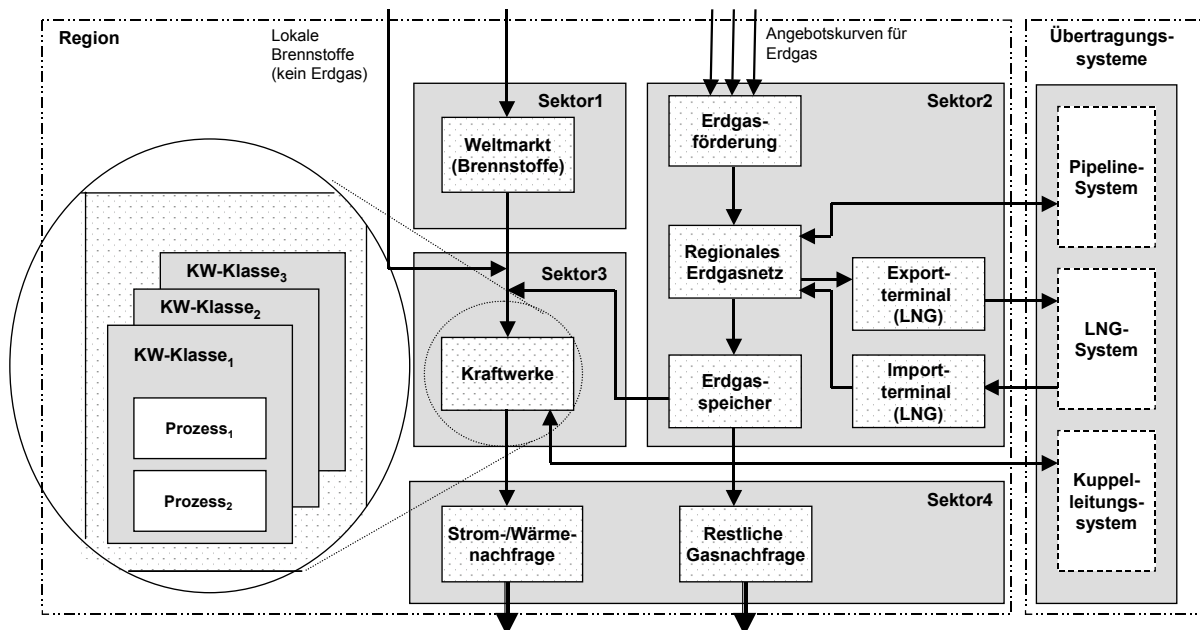 Region
Lokale
Brennstoffe
(kein Erdgas)
Angebotskurven für
Erdgas
Übertragungs-
systeme
Sektor1
Weltmarkt
(Brennstoffe)
Sektor2
Erdgas-
förderung
Regionales
Erdgasnetz
Export-
terminal
(LNG)
Import-
terminal
(LNG)
Erdgas-
speicher
Pipeline-
System
LNG-
System
Kuppel-
leitungs-
system
Sektor3
Kraftwerke
KW-Klasse3
KW-Klasse2
KW-Klasse1
Prozess1
Prozess2
Sektor4
Strom-/Wärme-
nachfrage
Restliche
Gasnachfrage